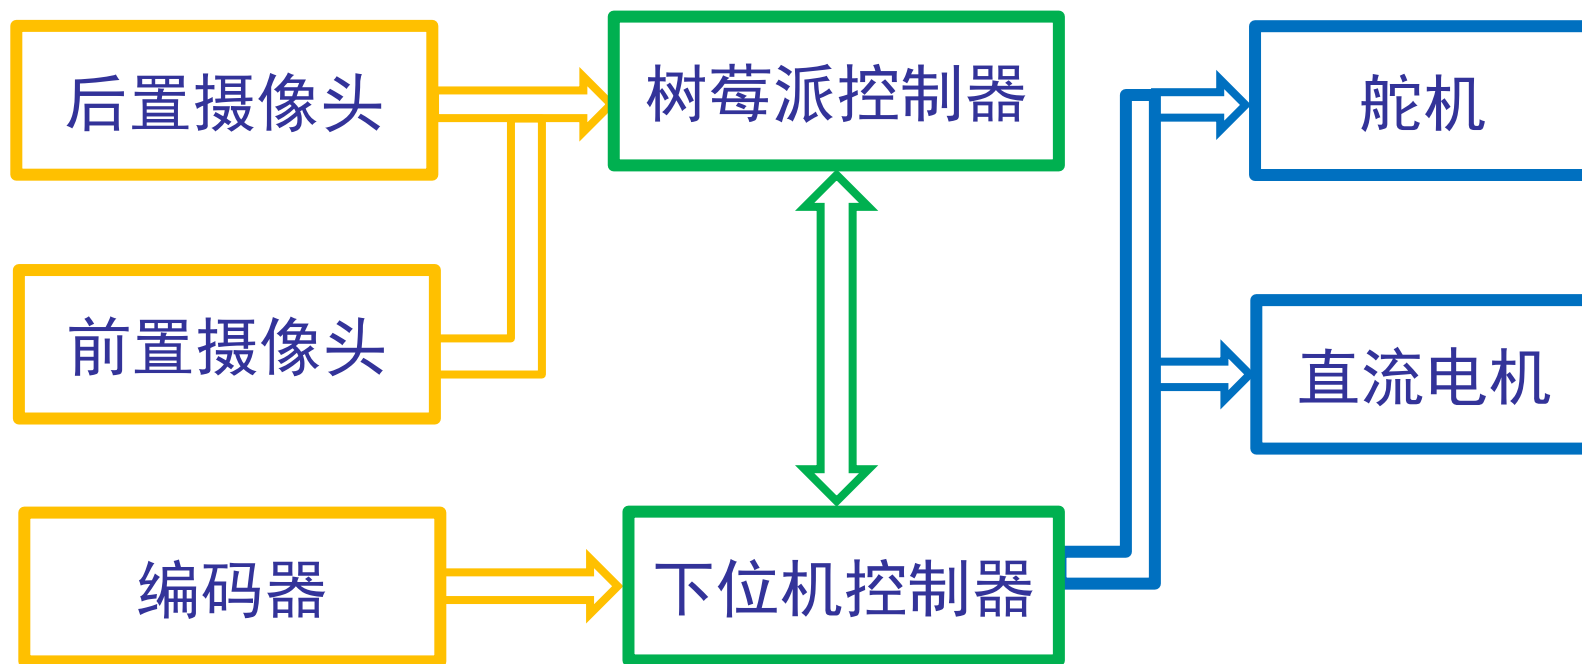 后置摄像头
树莓派控制器
舵机
前置摄像头
直流电机
编码器
下位机控制器